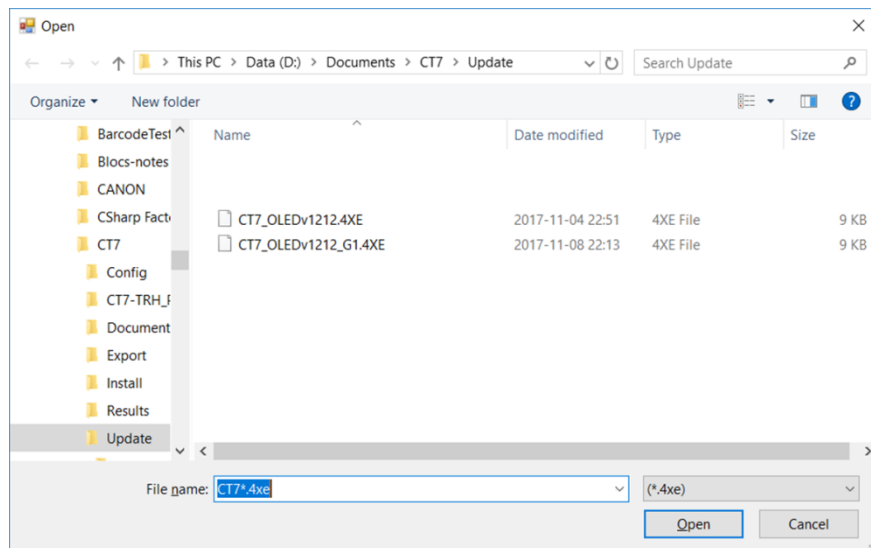 Open
This PC > Data (D:) > Documents > CT7 > Update
Search Update
Organize
New folder
Name
Date modified
Type
Size
BarcodeTest
Blocs-notes
CANON
CSharp Facto
CT7
Config
CT7-TRH_P
Document
Export
Install
Results
Update
CT7_OLEDv1212.4XE 2017-11-04 22:51 4XE File 9 KB
CT7_OLEDv1212_G1.4XE 2017-11-08 22:13 4XE File 9 KB
File name: CT7*.4xe
(*.4xe)
Open
Cancel